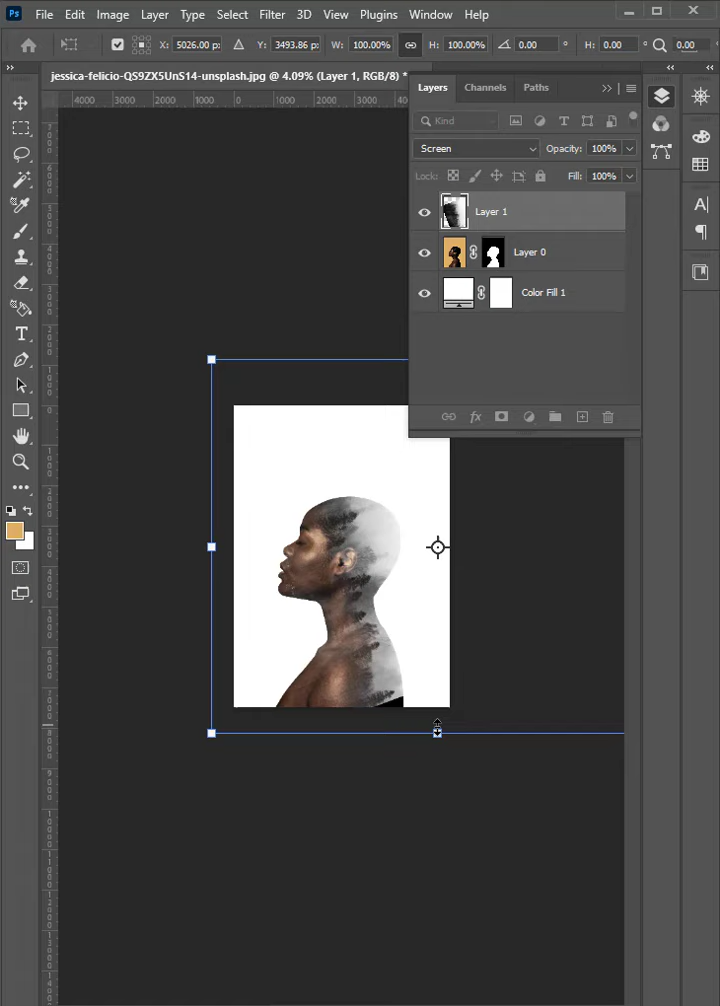 Ps File Edit Image Layer Type Select Filter 3D View Plugins Window Help
X: 5026.00 p: Y: 3493.86 p: W: 100.00% H: 100.00% 0.00 ° H: 0.00 ° 0.00
jessica-felicio-QS9ZX5UnS14-unsplash.jpg @ 4.09% (Layer 1, RGB/8) *
Layers Channels Paths
4000 3000 2000 1000 0 1000 2000 3000 40
Kind
Screen Opacity: 100%
Lock: Fill: 100%
Layer 1
Layer 0
Color Fill 1